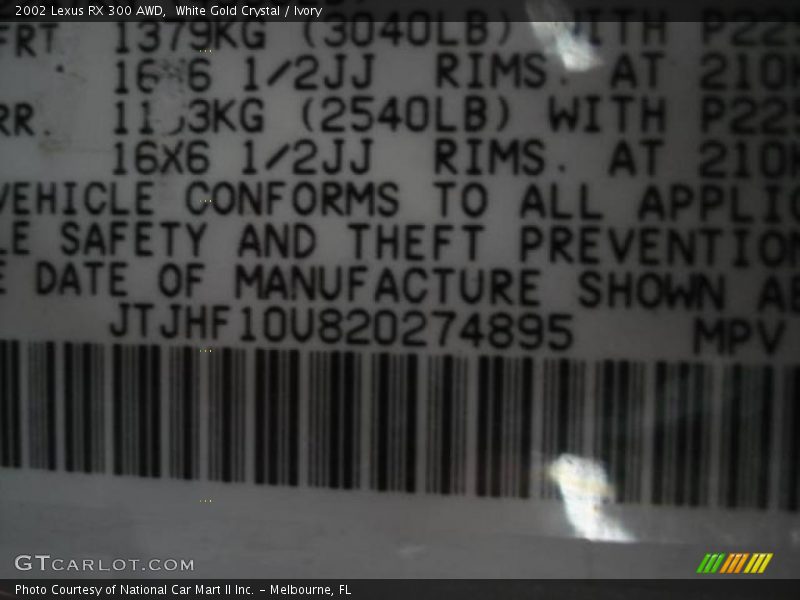 2002 Lexus RX 300 AWD, White Gold Crystal / Ivory
FRT 1379KG (3040LB) WITH P225
16X6 1/2JJ RIMS. AT 210K
RR. 1153KG (2540LB) WITH P225
16X6 1/2JJ RIMS. AT 210K
VEHICLE CONFORMS TO ALL APPLIC
LE SAFETY AND THEFT PREVENTION
E DATE OF MANUFACTURE SHOWN AB
JTJHF10U820274895 MPV
GTCARLOT.COM
Photo Courtesy of National Car Mart II Inc. - Melbourne, FL